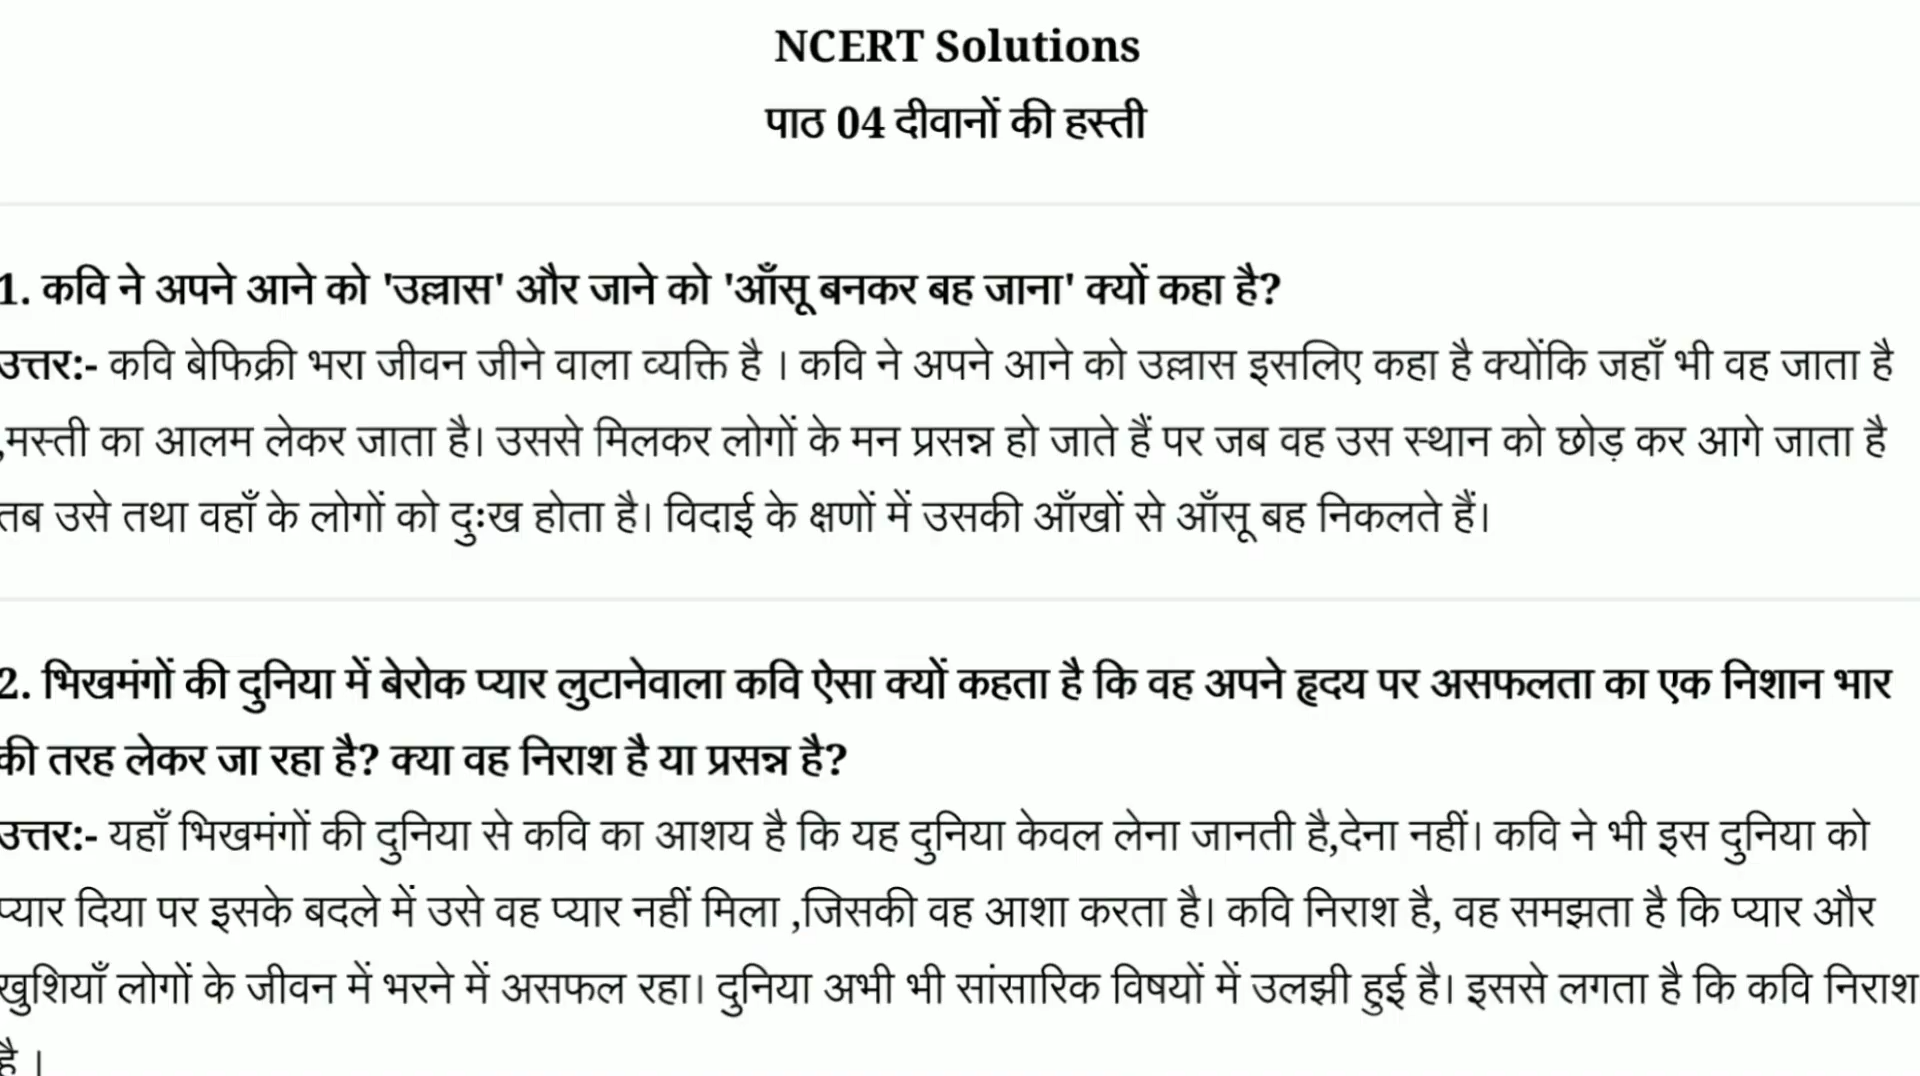 NCERT Solutions
पाठ 04 दीवानों की हस्ती
1. कवि ने अपने आने को 'उल्लास' और जाने को 'आँसू बनकर बह जाना' क्यों कहा है?
उत्तर:- कवि बेफिक्री भरा जीवन जीने वाला व्यक्ति है । कवि ने अपने आने को उल्लास इसलिए कहा है क्योंकि जहाँ भी वह जाता है
,मस्ती का आलम लेकर जाता है। उससे मिलकर लोगों के मन प्रसन्न हो जाते हैं पर जब वह उस स्थान को छोड़ कर आगे जाता है
तब उसे तथा वहाँ के लोगों को दुःख होता है। विदाई के क्षणों में उसकी आँखों से आँसू बह निकलते हैं।
2. भिखमंगों की दुनिया में बेरोक प्यार लुटानेवाला कवि ऐसा क्यों कहता है कि वह अपने हृदय पर असफलता का एक निशान भार
की तरह लेकर जा रहा है? क्या वह निराश है या प्रसन्न है?
उत्तर:- यहाँ भिखमंगों की दुनिया से कवि का आशय है कि यह दुनिया केवल लेना जानती है,देना नहीं। कवि ने भी इस दुनिया को
प्यार दिया पर इसके बदले में उसे वह प्यार नहीं मिला ,जिसकी वह आशा करता है। कवि निराश है, वह समझता है कि प्यार और
खुशियाँ लोगों के जीवन में भरने में असफल रहा। दुनिया अभी भी सांसारिक विषयों में उलझी हुई है। इससे लगता है कि कवि निराश
है ।